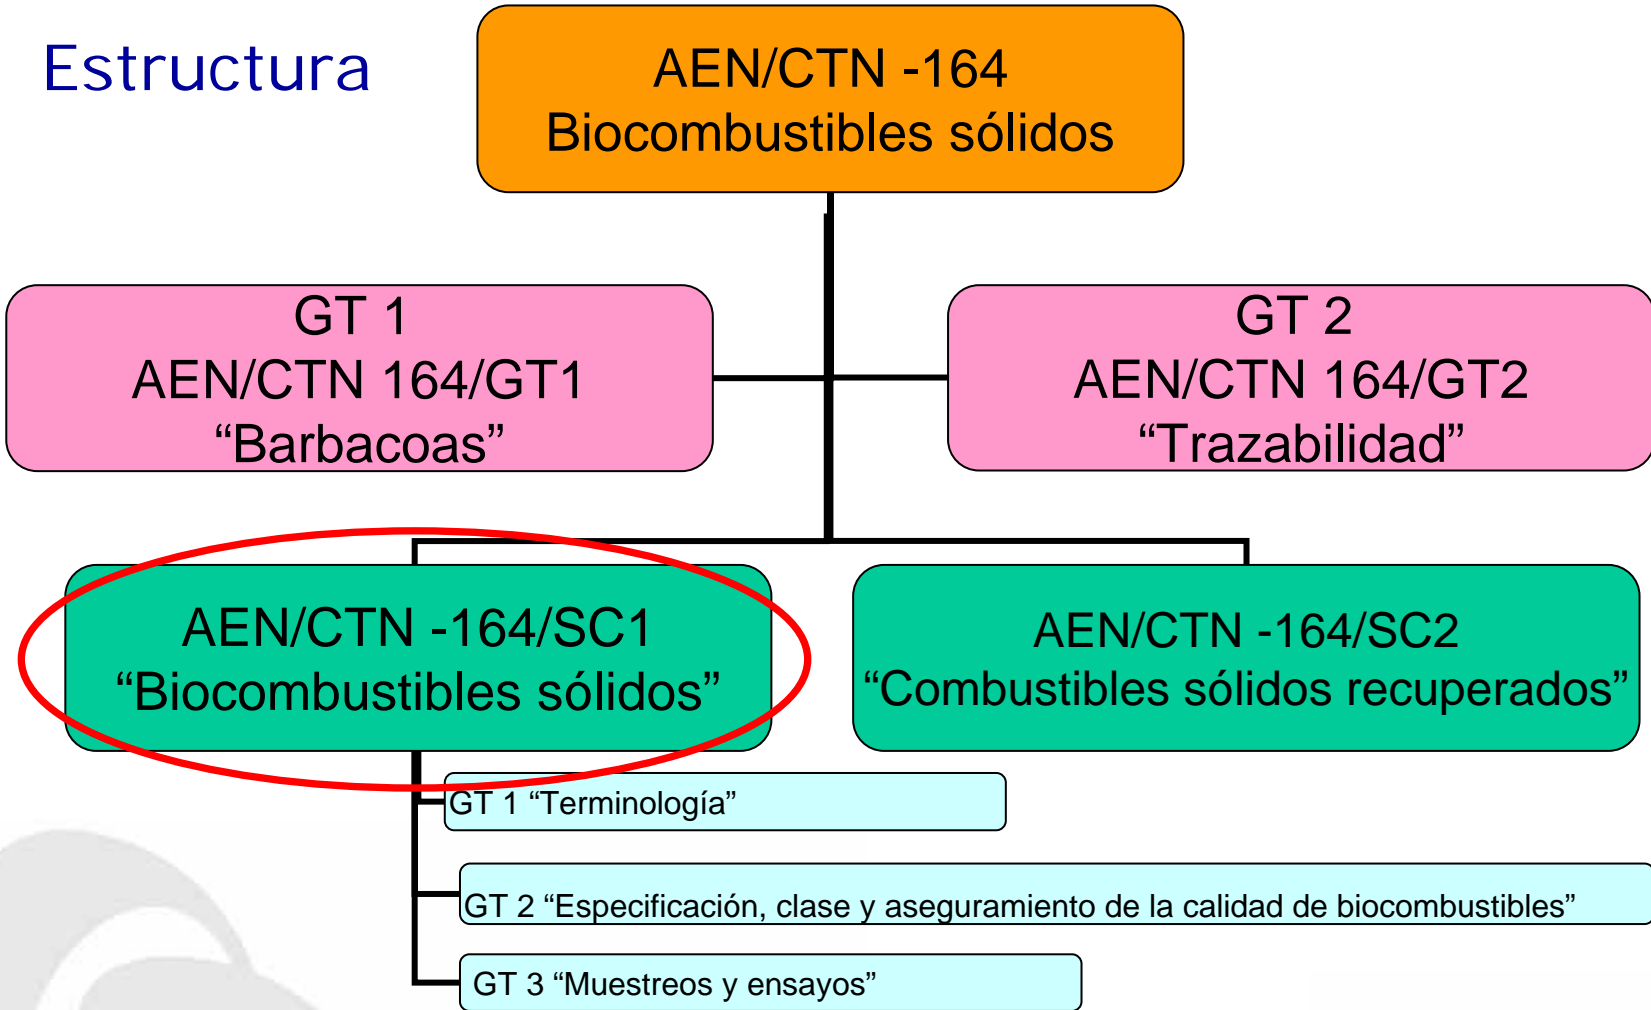 Estructura
AEN/CTN -164
Biocombustibles sólidos
GT 1
AEN/CTN 164/GT1
“Barbacoas”
GT 2
AEN/CTN 164/GT2
“Trazabilidad”
AEN/CTN -164/SC1
“Biocombustibles sólidos”
AEN/CTN -164/SC2
“Combustibles sólidos recuperados”
GT 1 “Terminología”
GT 2 “Especificación, clase y aseguramiento de la calidad de biocombustibles”
GT 3 “Muestreos y ensayos”